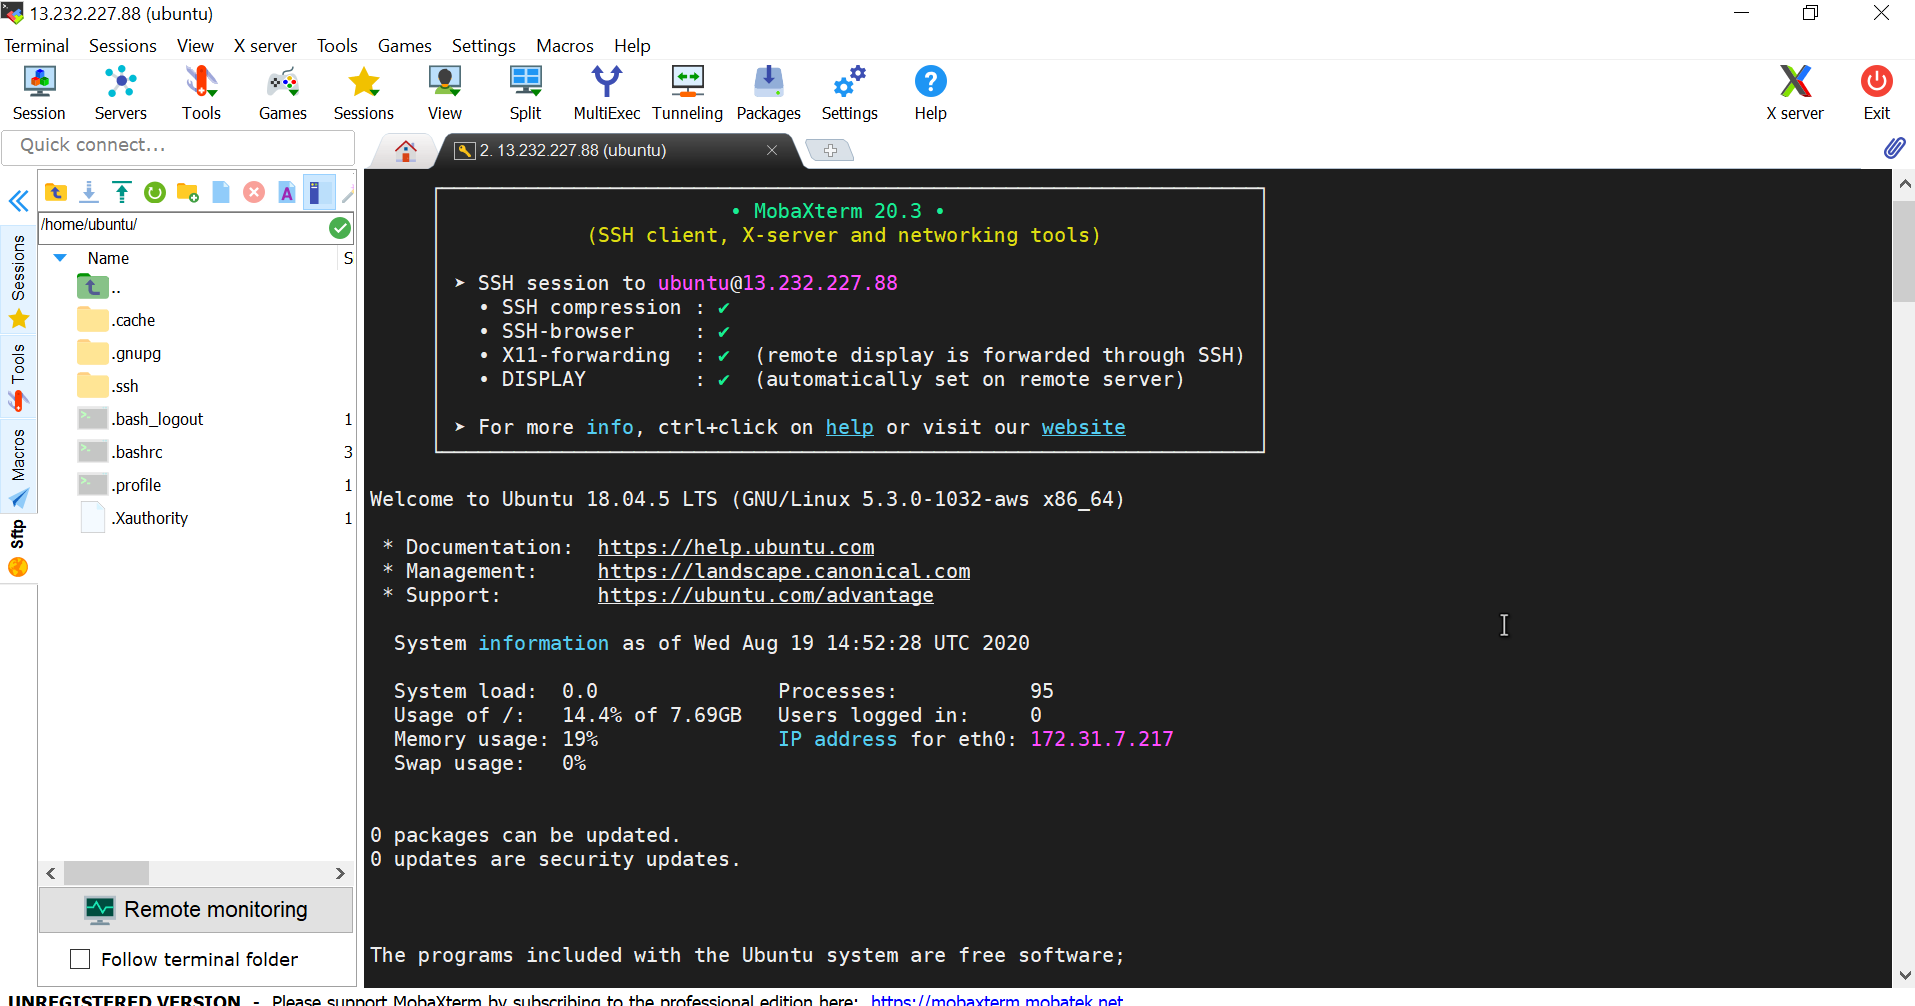 13.232.227.88 (ubuntu)
Terminal Sessions View X server Tools Games Settings Macros Help
Session Servers Tools Games Sessions View Split MultiExec Tunneling Packages Settings Help X server Exit
Quick connect...
2. 13.232.227.88 (ubuntu)
/home/ubuntu/
Name S
..
.cache
.gnupg
.ssh
.bash_logout 1
.bashrc 3
.profile 1
.Xauthority 1
Sessions
Tools
Macros
Sftp
Remote monitoring
Follow terminal folder
• MobaXterm 20.3 •
(SSH client, X-server and networking tools)
➤ SSH session to ubuntu@13.232.227.88
• SSH compression : ✔
• SSH-browser : ✔
• X11-forwarding : ✔ (remote display is forwarded through SSH)
• DISPLAY : ✔ (automatically set on remote server)
➤ For more info, ctrl+click on help or visit our website
Welcome to Ubuntu 18.04.5 LTS (GNU/Linux 5.3.0-1032-aws x86_64)
* Documentation: https://help.ubuntu.com
* Management: https://landscape.canonical.com
* Support: https://ubuntu.com/advantage
System information as of Wed Aug 19 14:52:28 UTC 2020
System load: 0.0 Processes: 95
Usage of /: 14.4% of 7.69GB Users logged in: 0
Memory usage: 19% IP address for eth0: 172.31.7.217
Swap usage: 0%
0 packages can be updated.
0 updates are security updates.
The programs included with the Ubuntu system are free software;
UNREGISTERED VERSION - Please support MobaXterm by subscribing to the professional edition here: https://mobaxterm.mobatek.net